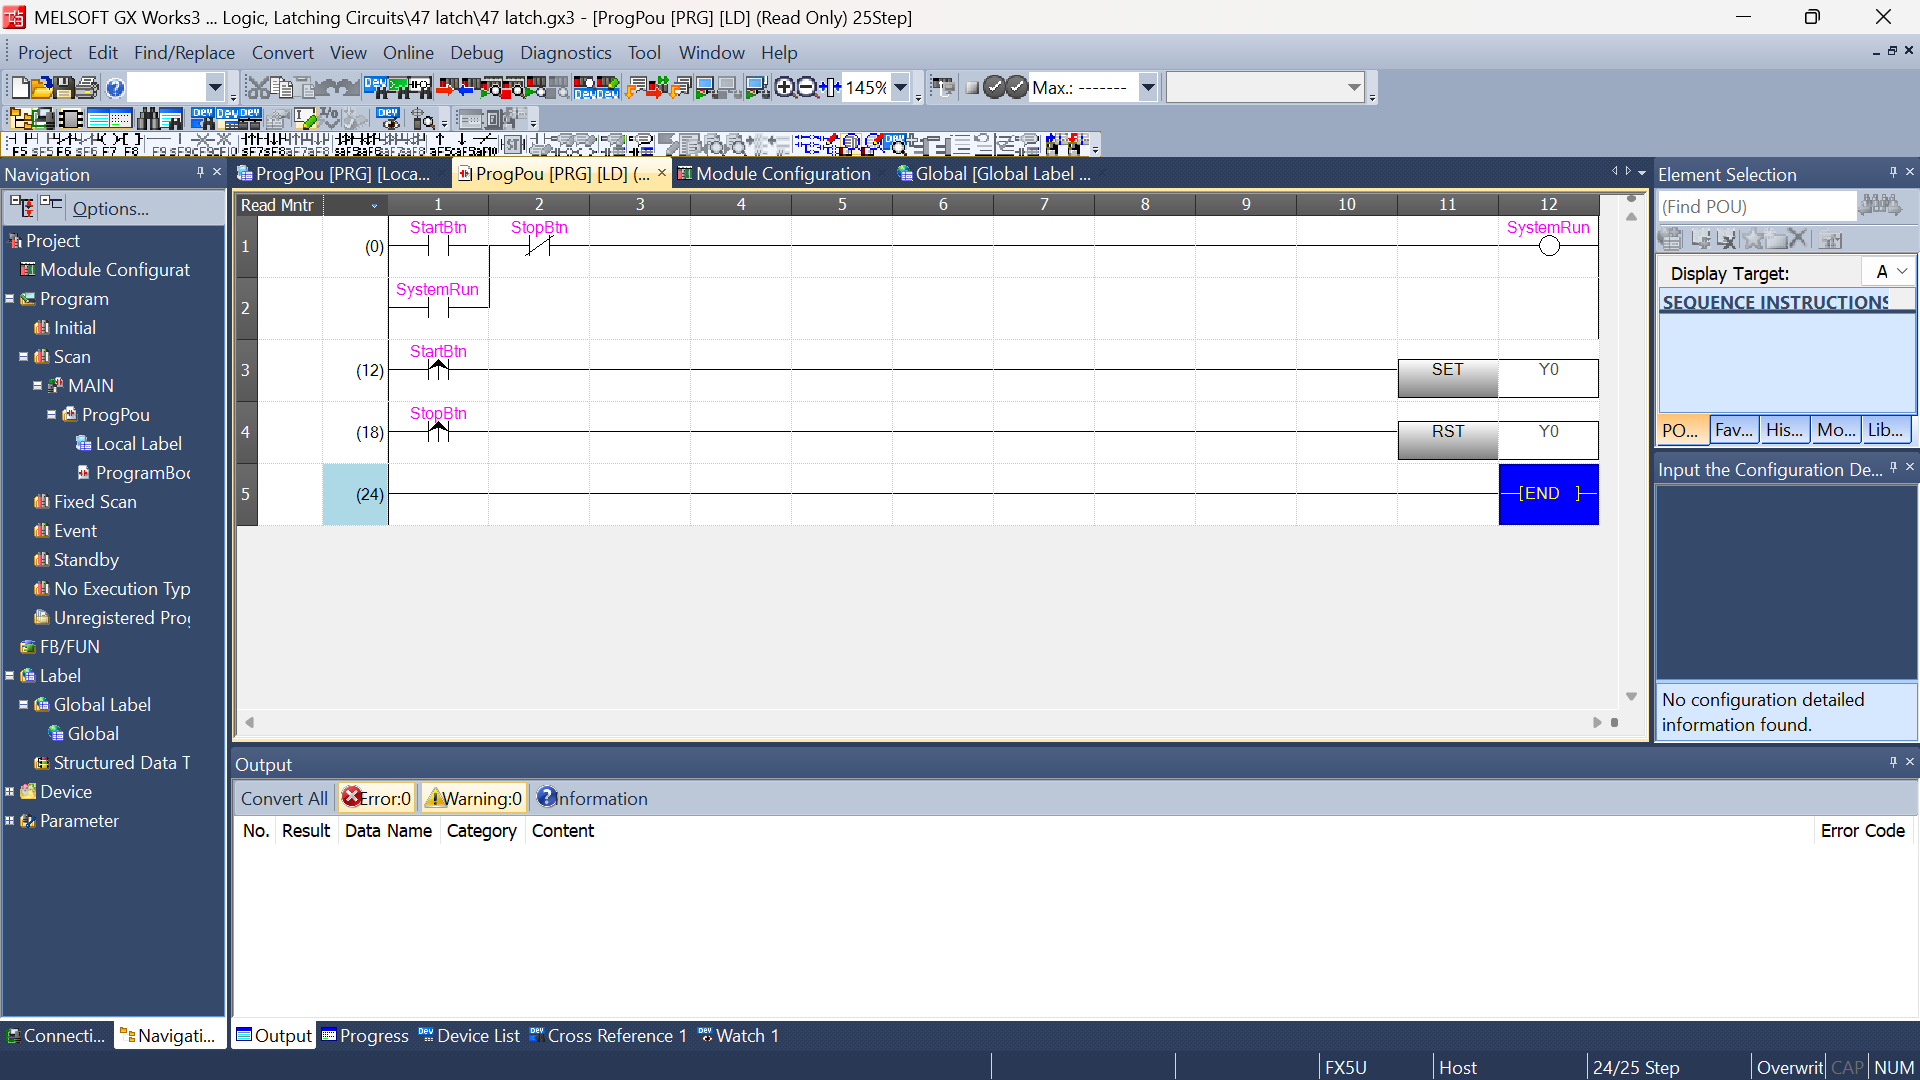 MELSOFT GX Works3 ... Logic, Latching Circuits\47 latch\47 latch.gx3 - [ProgPou [PRG] [LD] (Read Only) 25Step]
Project Edit Find/Replace Convert View Online Debug Diagnostics Tool Window Help
145% Max.: -------
Navigation
Options...
Project
Module Configurat
Program
Initial
Scan
MAIN
ProgPou
Local Label
ProgramBoc
Fixed Scan
Event
Standby
No Execution Typ
Unregistered Prog
FB/FUN
Label
Global Label
Global
Structured Data T
Device
Parameter
Connecti... Navigati...
ProgPou [PRG] [Loca... ProgPou [PRG] [LD] (... Module Configuration Global [Global Label ...
Read Mntr 1 2 3 4 5 6 7 8 9 10 11 12
StartBtn StopBtn SystemRun
1 (0)
SystemRun
2
StartBtn
3 (12) SET Y0
StopBtn
4 (18) RST Y0
5 (24) [END ]
Element Selection
(Find POU)
Display Target: A
SEQUENCE INSTRUCTIONS
PO... Fav... His... Mo... Lib...
Input the Configuration De...
No configuration detailed
information found.
Output
Convert All Error:0 Warning:0 Information
No. Result Data Name Category Content Error Code
Output Progress Device List Cross Reference 1 Watch 1
FX5U Host 24/25 Step Overwrit CAP NUM